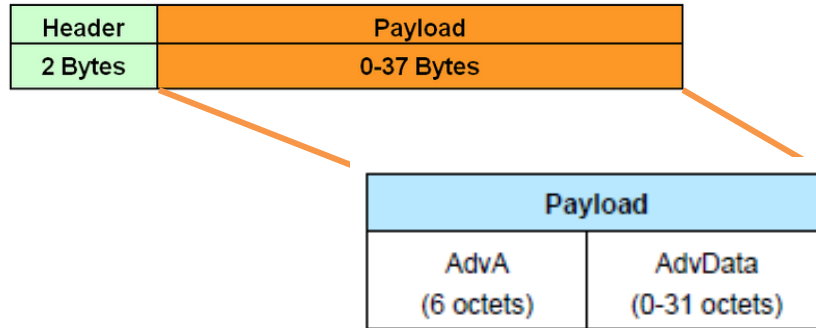 Header Payload
2 Bytes 0-37 Bytes
Payload
AdvA AdvData
(6 octets) (0-31 octets)